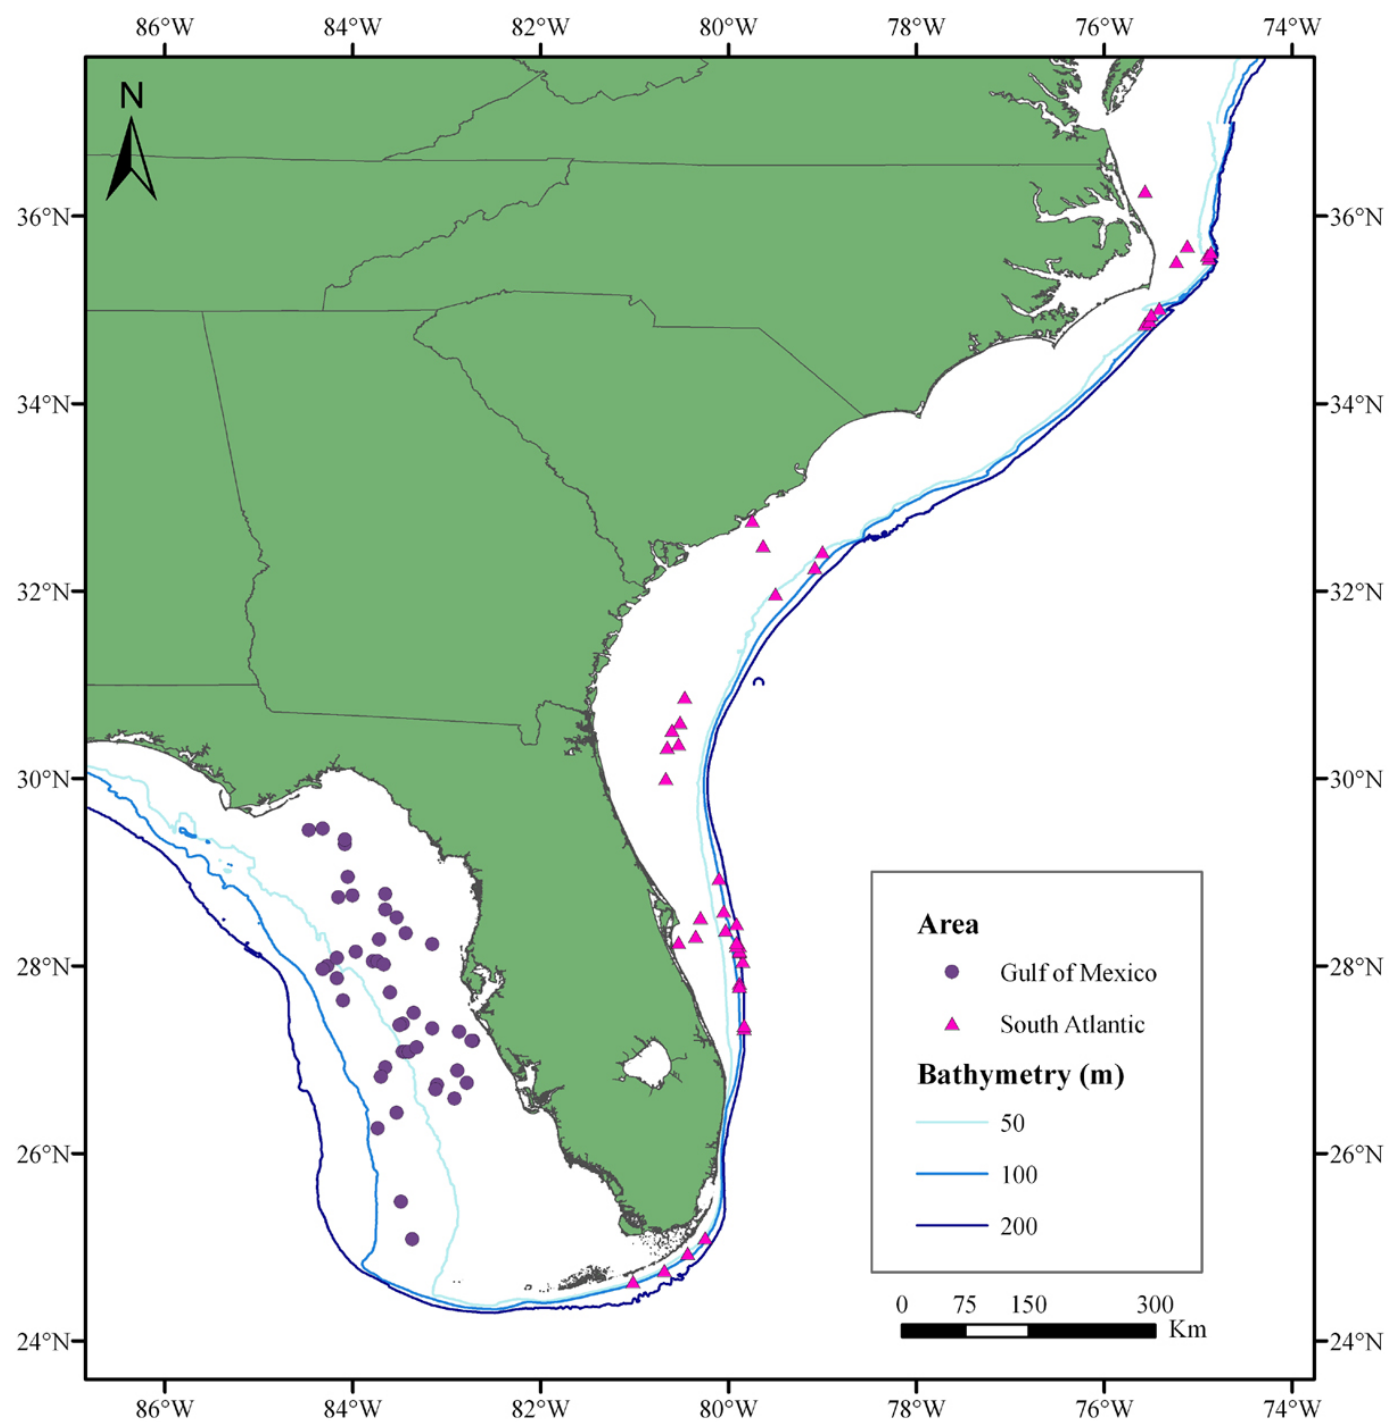 86°W 84°W 82°W 80°W 78°W 76°W 74°W
N
36°N 36°N
34°N 34°N
32°N 32°N
30°N 30°N
Area
28°N Gulf of Mexico 28°N
South Atlantic
Bathymetry (m)
50
26°N 26°N
100
200
0 75 150 300
Km
24°N 24°N
86°W 84°W 82°W 80°W 78°W 76°W 74°W